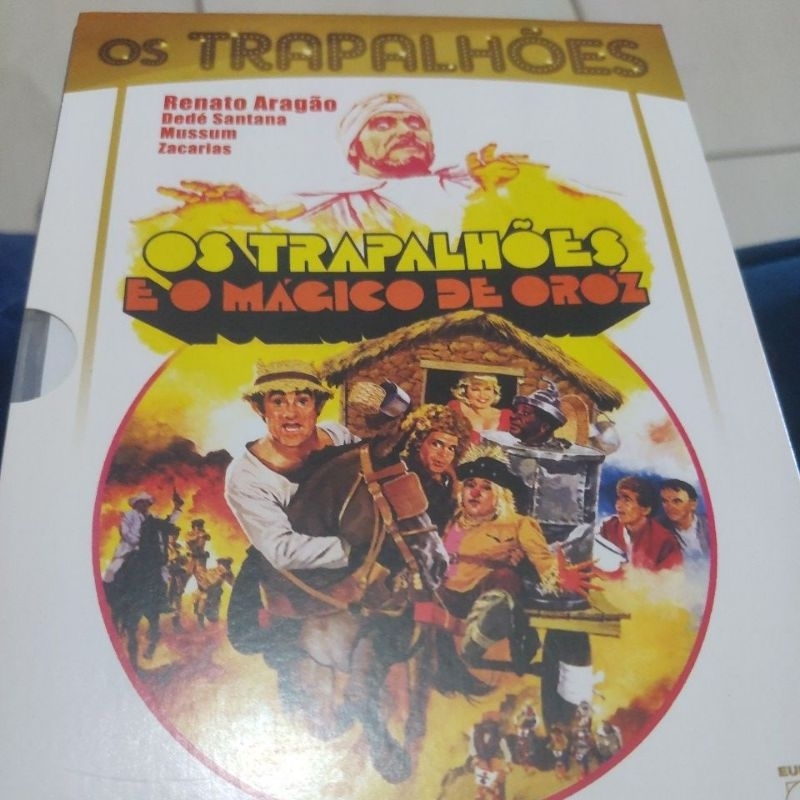 OS TRAPALHÕES
Renato Aragão
Dedé Santana
Mussum
Zacarias
OS TRAPALHÕES
E O MÁGICO DE ORÓZ